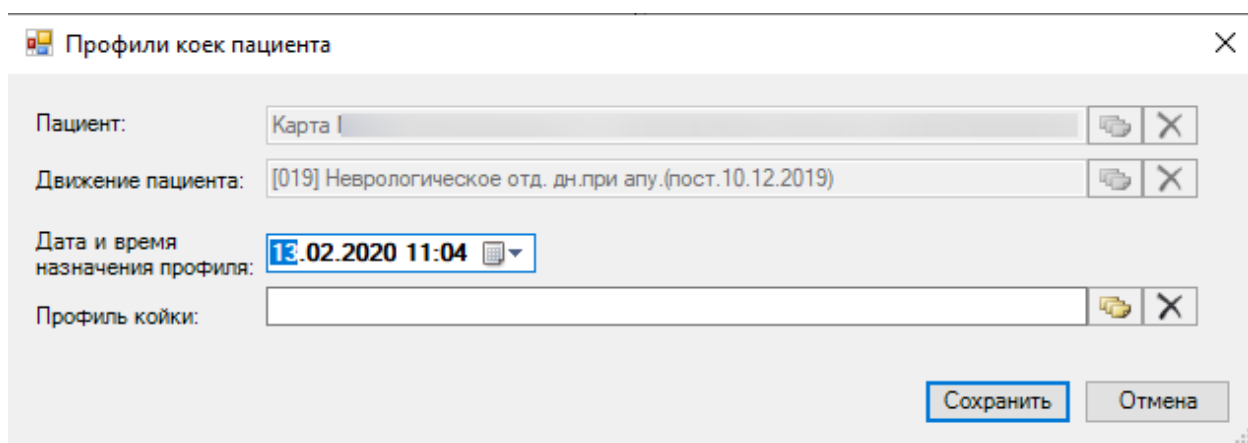 Профили коек пациента
Пациент:
Карта
Движение пациента:
[019] Неврологическое отд. дн.при апу.(пост.10.12.2019)
Дата и время
назначения профиля:
13.02.2020 11:04
Профиль койки:
Сохранить
Отмена